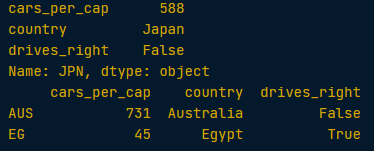 cars_per_cap      588
country         Japan
drives_right    False
Name: JPN, dtype: object
     cars_per_cap    country  drives_right
AUS           731  Australia         False
EG             45      Egypt          True